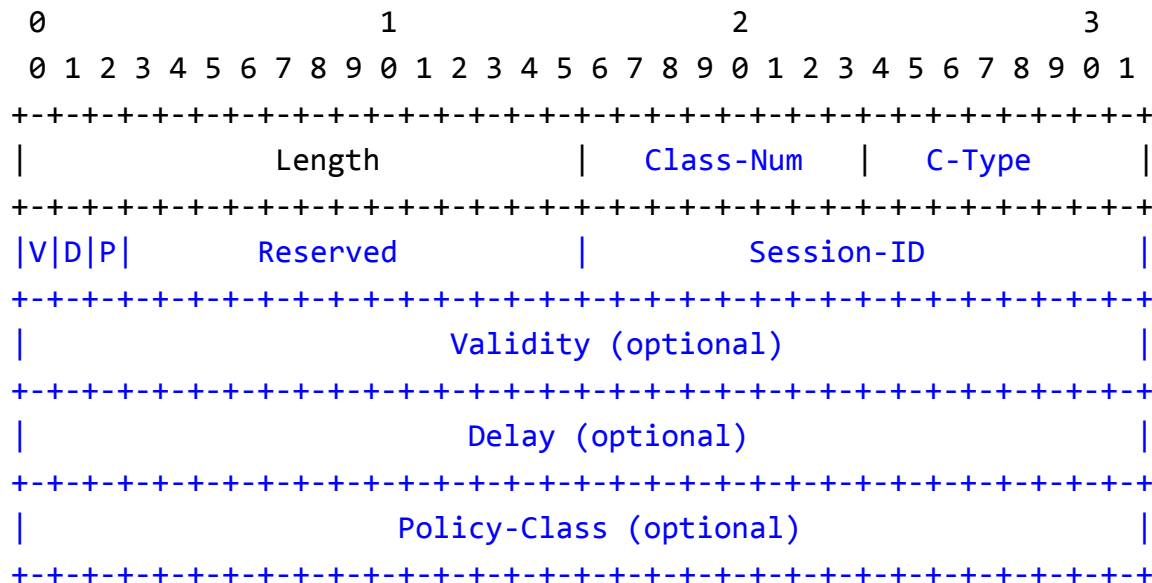 0                   1                   2                   3
0 1 2 3 4 5 6 7 8 9 0 1 2 3 4 5 6 7 8 9 0 1 2 3 4 5 6 7 8 9 0 1
+-+-+-+-+-+-+-+-+-+-+-+-+-+-+-+-+-+-+-+-+-+-+-+-+-+-+-+-+-+-+-+-+
|              Length           |   Class-Num   |   C-Type      |
+-+-+-+-+-+-+-+-+-+-+-+-+-+-+-+-+-+-+-+-+-+-+-+-+-+-+-+-+-+-+-+-+
|V|D|P|       Reserved          |         Session-ID            |
+-+-+-+-+-+-+-+-+-+-+-+-+-+-+-+-+-+-+-+-+-+-+-+-+-+-+-+-+-+-+-+-+
|                        Validity (optional)                    |
+-+-+-+-+-+-+-+-+-+-+-+-+-+-+-+-+-+-+-+-+-+-+-+-+-+-+-+-+-+-+-+-+
|                         Delay (optional)                      |
+-+-+-+-+-+-+-+-+-+-+-+-+-+-+-+-+-+-+-+-+-+-+-+-+-+-+-+-+-+-+-+-+
|                     Policy-Class (optional)                   |
+-+-+-+-+-+-+-+-+-+-+-+-+-+-+-+-+-+-+-+-+-+-+-+-+-+-+-+-+-+-+-+-+